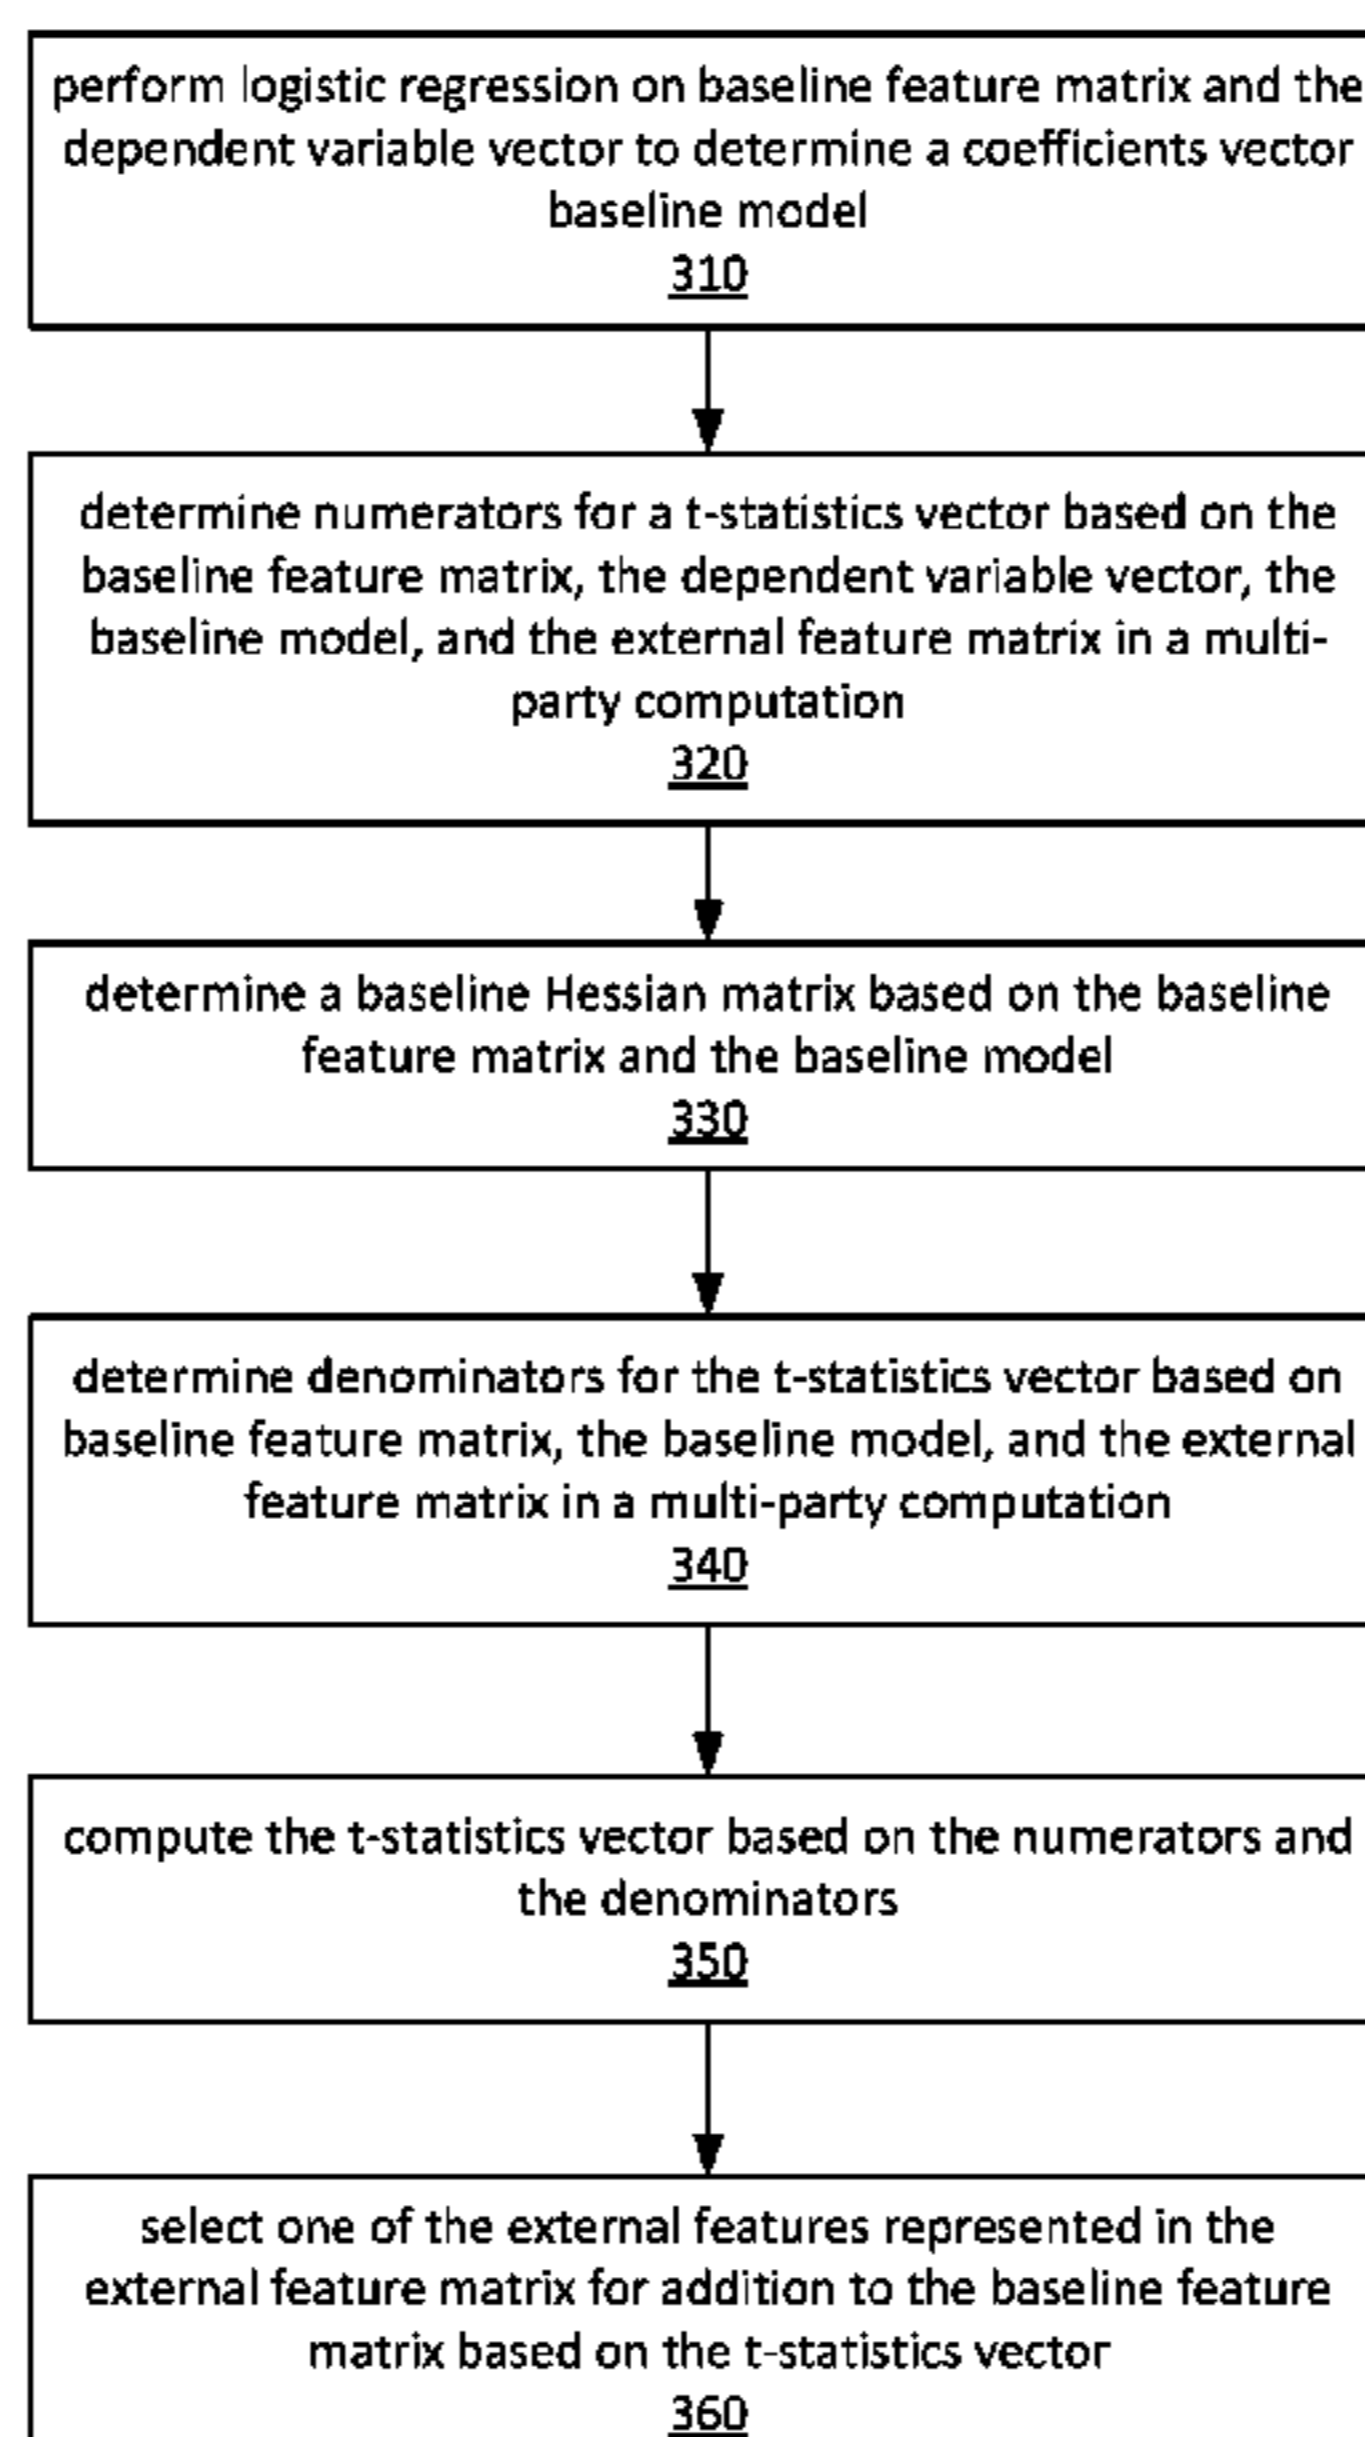 perform logistic regression on baseline feature matrix and the
dependent variable vector to determine a coefficients vector
baseline model
310
determine numerators for a t-statistics vector based on the
baseline feature matrix, the dependent variable vector, the
baseline model, and the external feature matrix in a multi-
party computation
320
determine a baseline Hessian matrix based on the baseline
feature matrix and the baseline model
330
determine denominators for the t-statistics vector based on
baseline feature matrix, the baseline model, and the external
feature matrix in a multi-party computation
340
compute the t-statistics vector based on the numerators and
the denominators
350
select one of the external features represented in the
external feature matrix for addition to the baseline feature
matrix based on the t-statistics vector
360